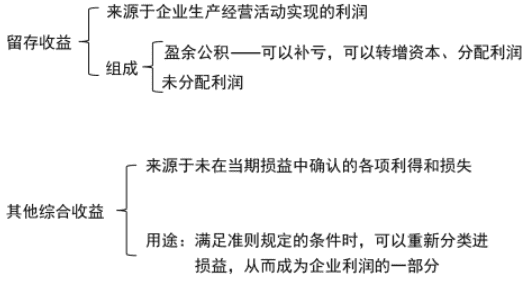 来源于企业生产经营活动实现的利润
留存收益
组成
盈余公积——可以补亏，可以转增资本、分配利润
未分配利润
来源于未在当期损益中确认的各项利得和损失
其他综合收益
用途：满足准则规定的条件时，可以重新分类进
损益，从而成为企业利润的一部分